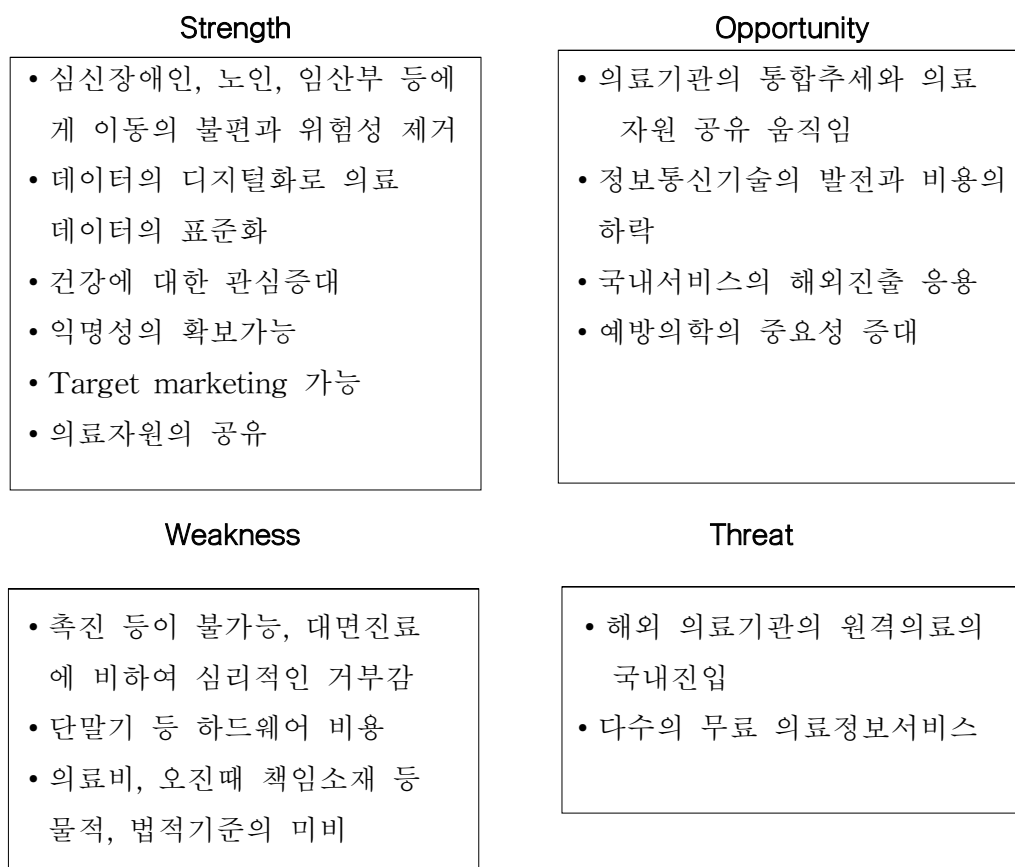 Strength
• 심신장애인, 노인, 임산부 등에
게 이동의 불편과 위험성 제거
• 데이터의 디지털화로 의료
데이터의 표준화
• 건강에 대한 관심증대
• 익명성의 확보가능
• Target marketing 가능
• 의료자원의 공유
Opportunity
• 의료기관의 통합추세와 의료
자원 공유 움직임
• 정보통신기술의 발전과 비용의
하락
• 국내서비스의 해외진출 응용
• 예방의학의 중요성 증대
Weakness
• 촉진 등이 불가능, 대면진료
에 비하여 심리적인 거부감
• 단말기 등 하드웨어 비용
• 의료비, 오진때 책임소재 등
물적, 법적기준의 미비
Threat
• 해외 의료기관의 원격의료의
국내진입
• 다수의 무료 의료정보서비스